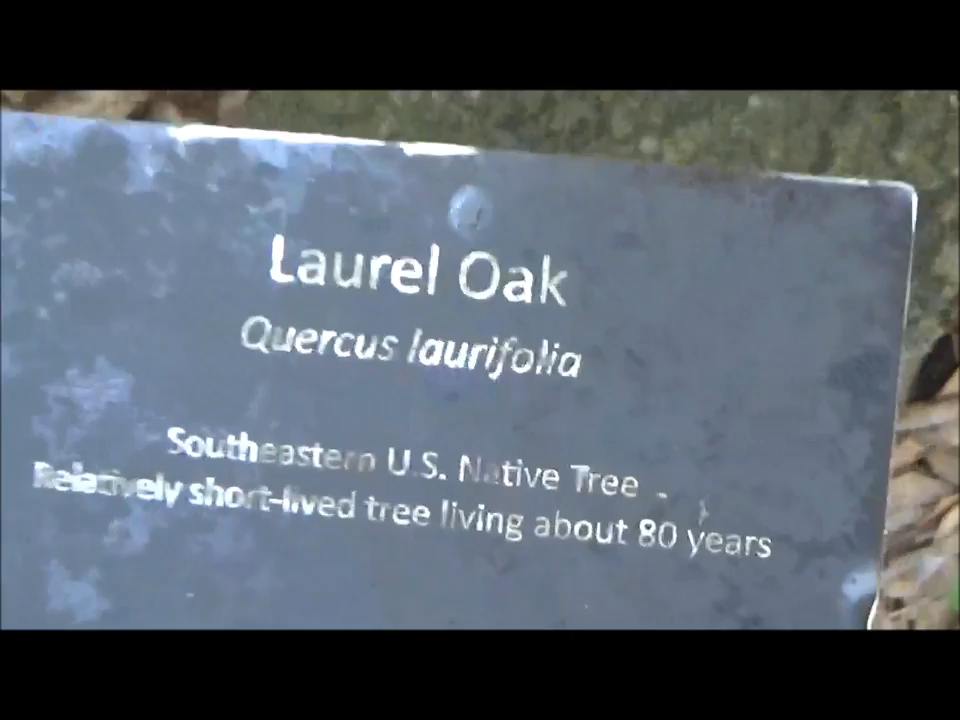 Laurel Oak
Quercus laurifolia
Southeastern U.S. Native Tree
Relatively short-lived tree living about 80 years